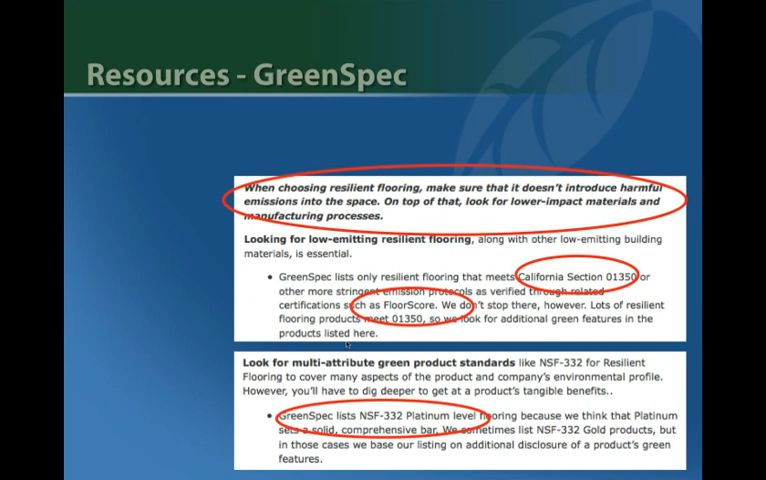 Resources - GreenSpec
When choosing resilient flooring, make sure that it doesn't introduce harmful
emissions into the space. On top of that, look for lower-impact materials and
manufacturing processes.
Looking for low-emitting resilient flooring, along with other low-emitting building
materials, is essential.
• GreenSpec lists only resilient flooring that meets California Section 01350 or
other more stringent emission protocols as verified through related
certifications such as FloorScore. We don't stop there, however. Lots of resilient
flooring products meet 01350, so we look for additional green features in the
products listed here.
Look for multi-attribute green product standards like NSF-332 for Resilient
Flooring to cover many aspects of the product and company's environmental profile.
However, you'll have to dig deeper to get at a product's tangible benefits..
• GreenSpec lists NSF-332 Platinum level flooring because we think that Platinum
sets a solid, comprehensive bar. We sometimes list NSF-332 Gold products, but
in those cases we base our listing on additional disclosure of a product's green
features.